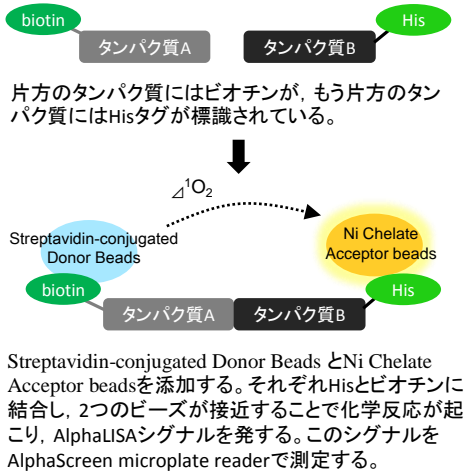 biotin
His
タンパク質A
タンパク質B
片方のタンパク質にはビオチンが，もう片方のタン
パク質にはHisタグが標識されている。
⊿¹O₂
Streptavidin-conjugated
Donor Beads
Ni Chelate
Acceptor beads
biotin
His
タンパク質A
タンパク質B
Streptavidin-conjugated Donor Beads とNi Chelate
Acceptor beadsを添加する。それぞれHisとビオチンに
結合し，2つのビーズが接近することで化学反応が起
こり，AlphaLISAシグナルを発する。このシグナルを
AlphaScreen microplate readerで測定する。